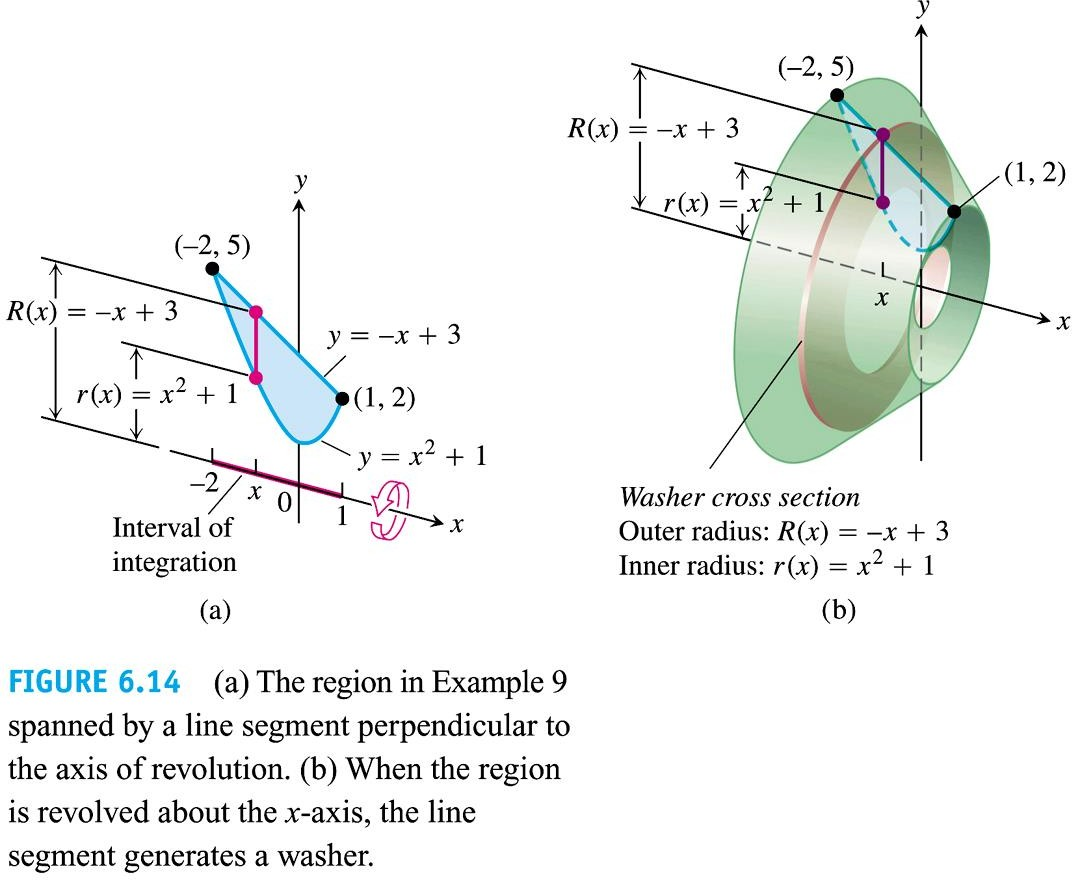 y
(–2, 5)
R(x) = –x + 3
y = –x + 3
r(x) = x² + 1
(1, 2)
y = x² + 1
–2
x
0
1
x
Interval of
integration
(a)
y
(–2, 5)
R(x) = –x + 3
(1, 2)
r(x) = x² + 1
x
x
Washer cross section
Outer radius: R(x) = –x + 3
Inner radius: r(x) = x² + 1
(b)
FIGURE 6.14 (a) The region in Example 9
spanned by a line segment perpendicular to
the axis of revolution. (b) When the region
is revolved about the x-axis, the line
segment generates a washer.